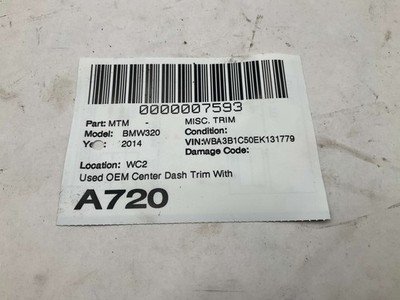 0000007593
Part: MTM - MISC. TRIM
Model: BMW320 Condition:
2014 VIN:WBA3B1C50EK131779
Damage Code:
Location: WC2
Used OEM Center Dash Trim With
A720